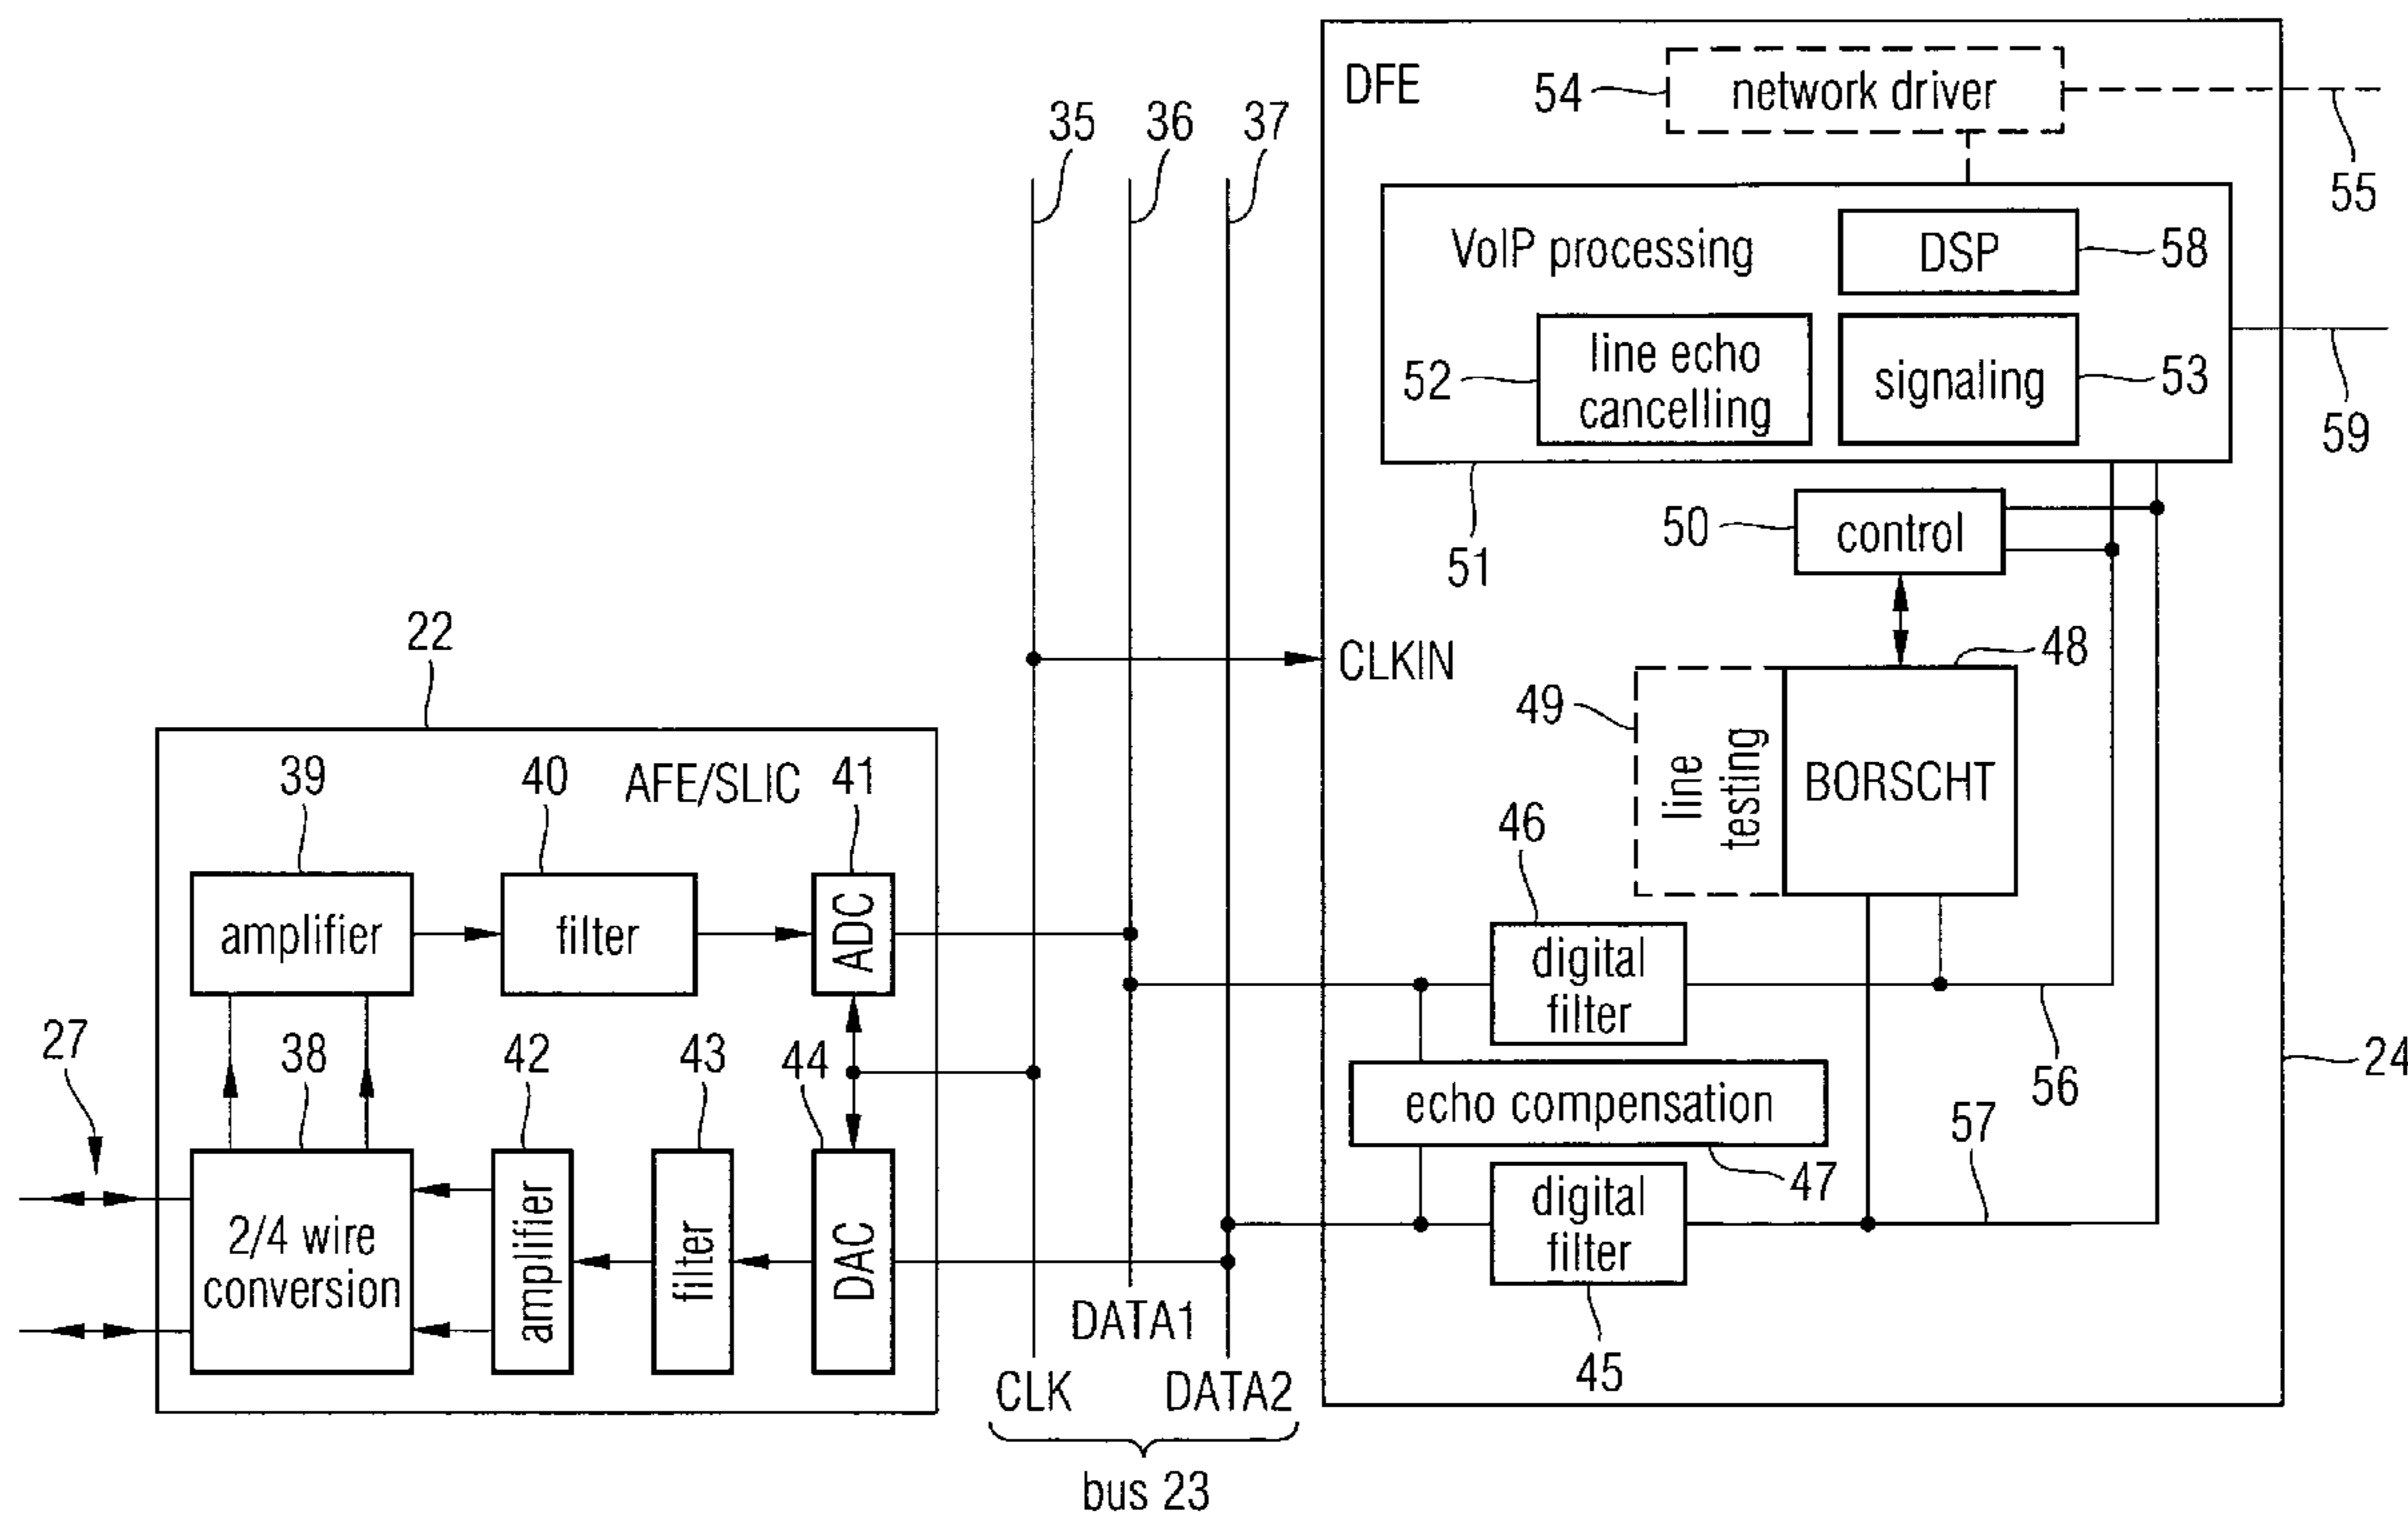 DFE
54
network driver
55
35
36
37
VoIP processing
DSP
58
52
line echo
cancelling
signaling
53
59
51
50
control
22
CLKIN
48
49
line
testing
BORSCHT
39
40
AFE/SLIC
41
46
amplifier
filter
ADC
digital
filter
27
38
42
43
44
56
24
echo compensation
47
57
2/4 wire
conversion
amplifier
filter
DAC
digital
filter
45
DATA1
CLK
DATA2
bus 23